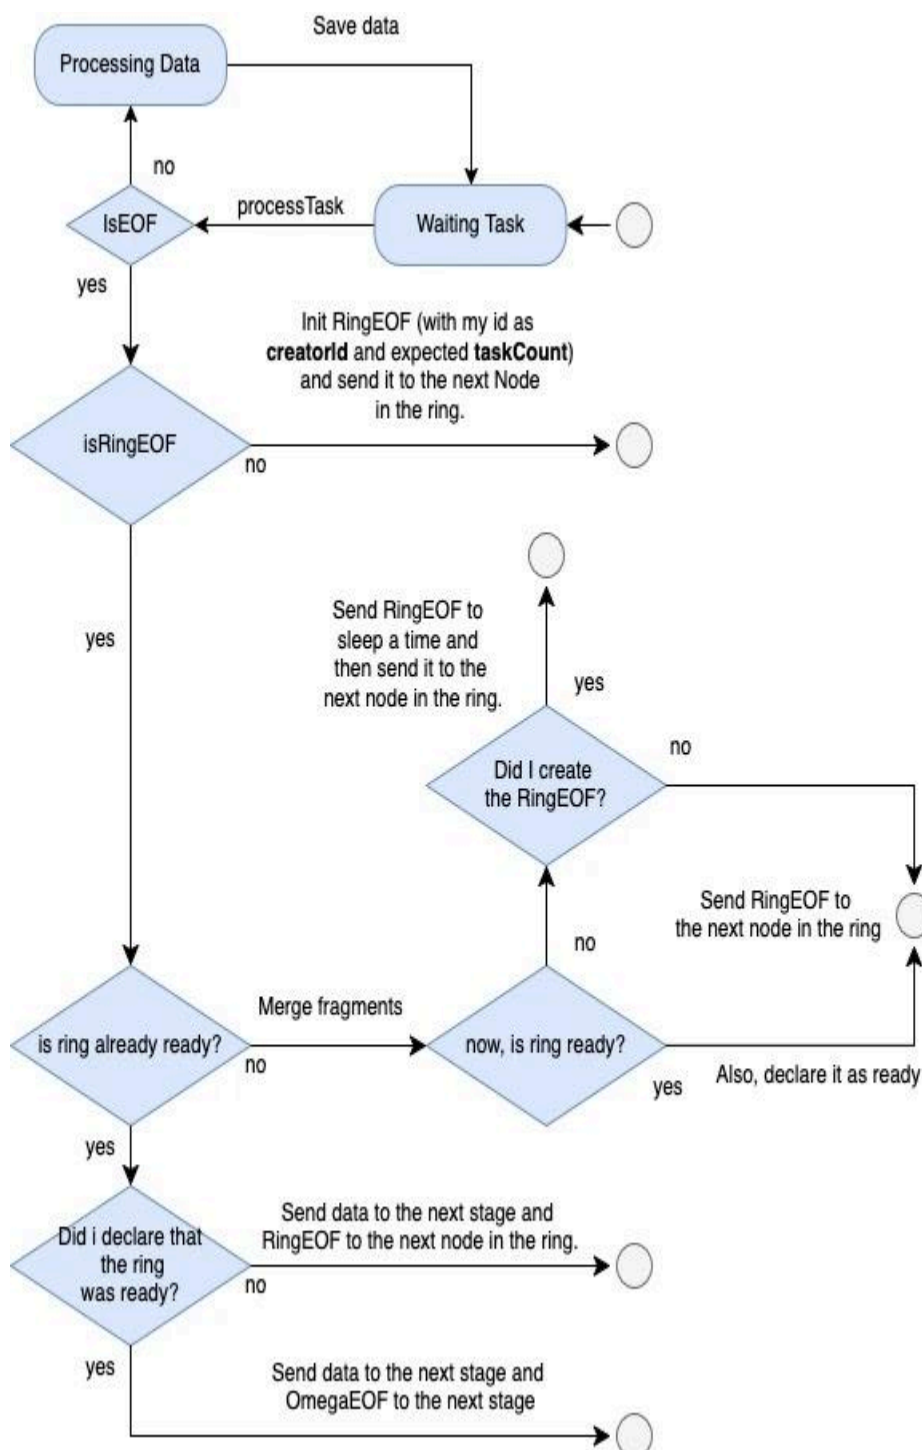 Save data
Processing Data
no
processTask
IsEOF
Waiting Task
yes
Init RingEOF (with my id as
creatorId and expected taskCount)
and send it to the next Node
in the ring.
isRingEOF
no
yes
Send RingEOF to
sleep a time and
then send it to the
next node in the ring.
yes
Did I create
the RingEOF?
no
Send RingEOF to
the next node in the ring
no
Merge fragments
is ring already ready?
no
now, is ring ready?
yes
Also, declare it as ready
yes
Did i declare that
the ring
was ready?
Send data to the next stage and
RingEOF to the next node in the ring.
no
yes
Send data to the next stage and
OmegaEOF to the next stage